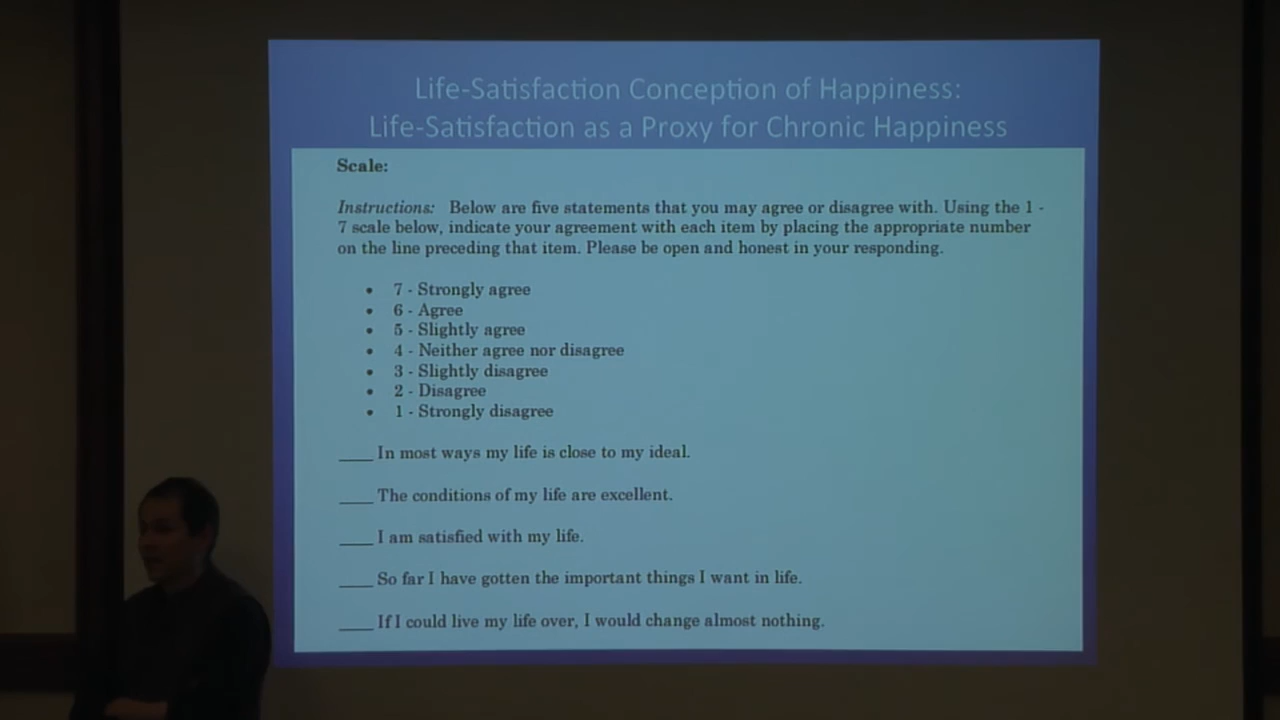 Life-Satisfaction Conception of Happiness:
Life-Satisfaction as a Proxy for Chronic Happiness
Scale:
Instructions: Below are five statements that you may agree or disagree with. Using the 1 -
7 scale below, indicate your agreement with each item by placing the appropriate number
on the line preceding that item. Please be open and honest in your responding.
• 7 - Strongly agree
• 6 - Agree
• 5 - Slightly agree
• 4 - Neither agree nor disagree
• 3 - Slightly disagree
• 2 - Disagree
• 1 - Strongly disagree
____ In most ways my life is close to my ideal.
____ The conditions of my life are excellent.
____ I am satisfied with my life.
____ So far I have gotten the important things I want in life.
____ If I could live my life over, I would change almost nothing.